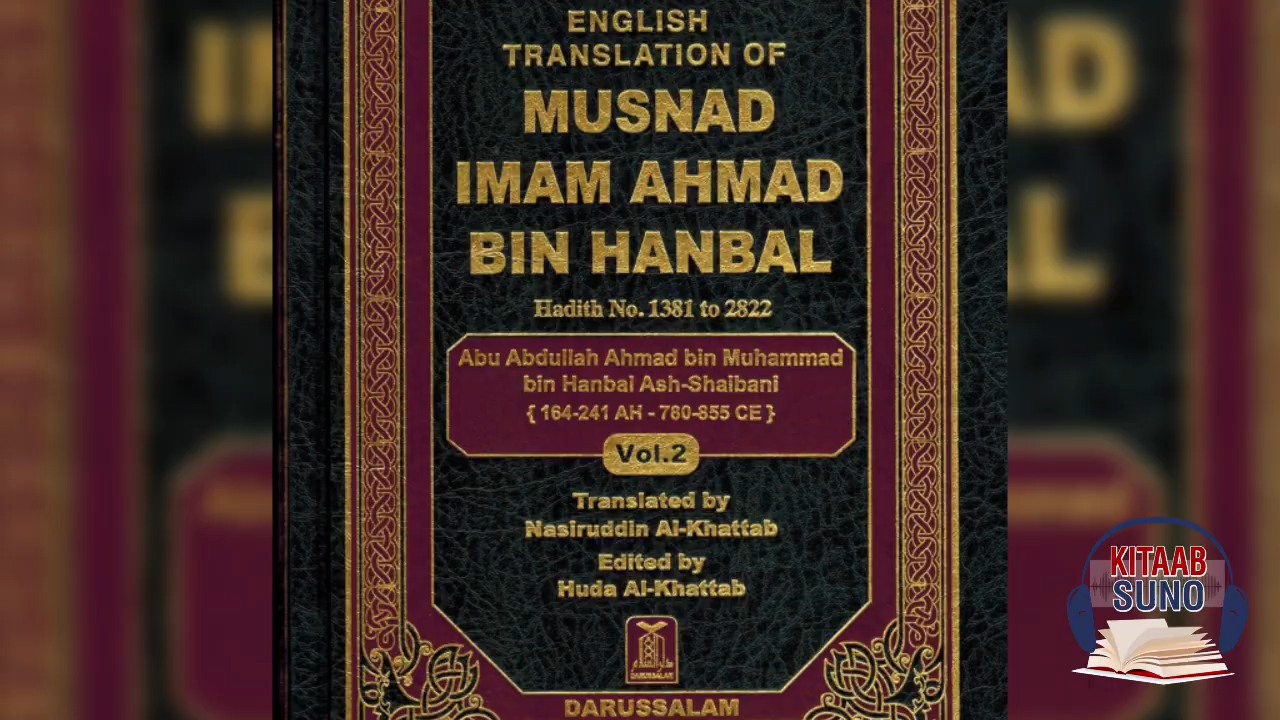 ENGLISH
TRANSLATION OF
MUSNAD
IMAM AHMAD
BIN HANBAL
Hadith No. 1381 to 2822
Abu Abdullah Ahmad bin Muhammad
bin Hanbal Ash-Shaibani
{ 164-241 AH - 780-855 CE }
Vol.2
Translated by
Nasiruddin Al-Khattab
Edited by
Huda Al-Khattab
دارالسلام
DARUSSALAM
DARUSSALAM
KITAAB
SUNO